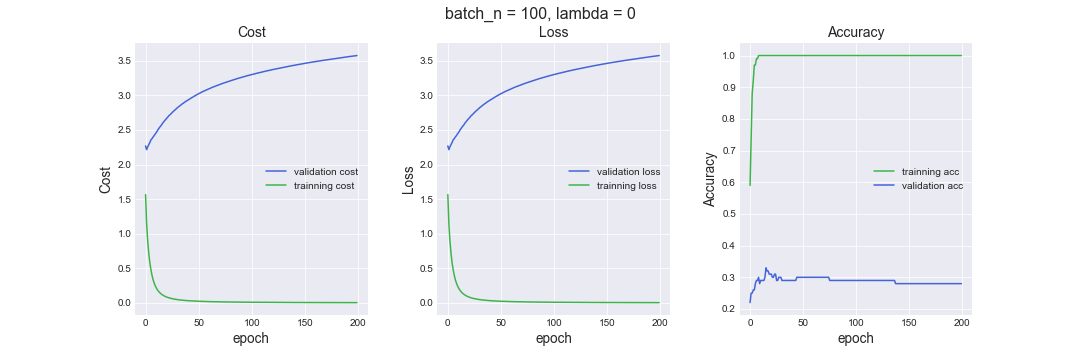 batch_n = 100, lambda = 0
Cost
3.5
3.0
2.5
2.0
1.5
1.0
0.5
0.0
Cost
validation cost
trainning cost
0 50 100 150 200
epoch
Loss
3.5
3.0
2.5
2.0
1.5
1.0
0.5
0.0
Loss
validation loss
trainning loss
0 50 100 150 200
epoch
Accuracy
1.0
0.9
0.8
0.7
0.6
0.5
0.4
0.3
0.2
Accuracy
trainning acc
validation acc
0 50 100 150 200
epoch